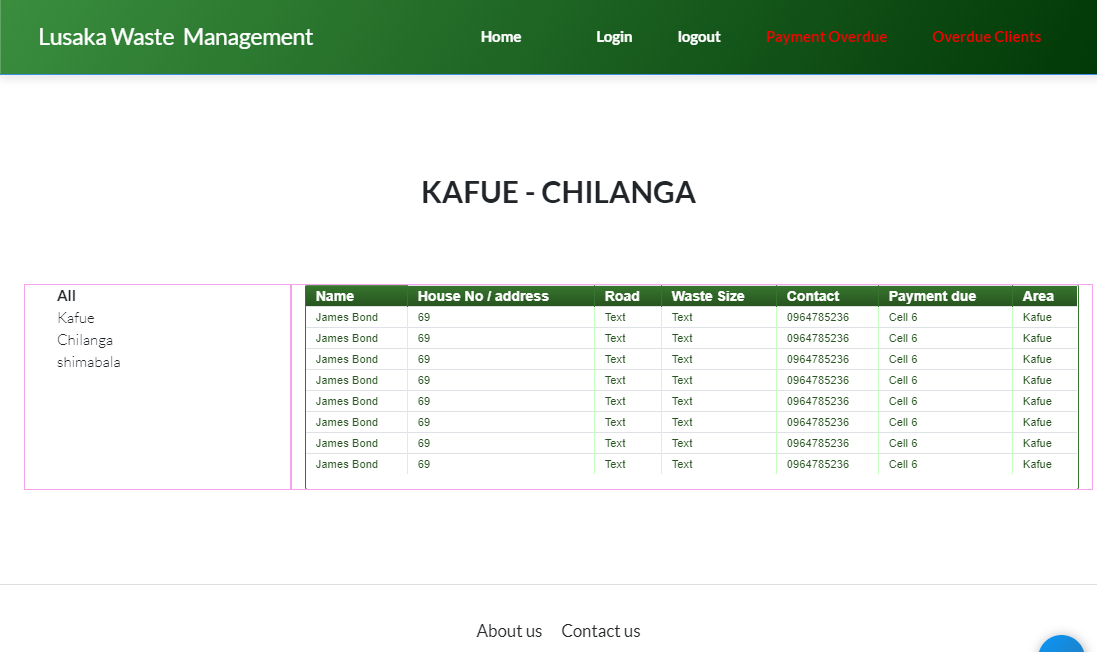 Lusaka Waste  Management Home Login logout Payment Overdue Overdue Clients
KAFUE - CHILANGA
All
Kafue
Chilanga
shimabala
Name House No / address Road Waste Size Contact Payment due Area
James Bond 69 Text Text 0964785236 Cell 6 Kafue
James Bond 69 Text Text 0964785236 Cell 6 Kafue
James Bond 69 Text Text 0964785236 Cell 6 Kafue
James Bond 69 Text Text 0964785236 Cell 6 Kafue
James Bond 69 Text Text 0964785236 Cell 6 Kafue
James Bond 69 Text Text 0964785236 Cell 6 Kafue
James Bond 69 Text Text 0964785236 Cell 6 Kafue
James Bond 69 Text Text 0964785236 Cell 6 Kafue
About us Contact us